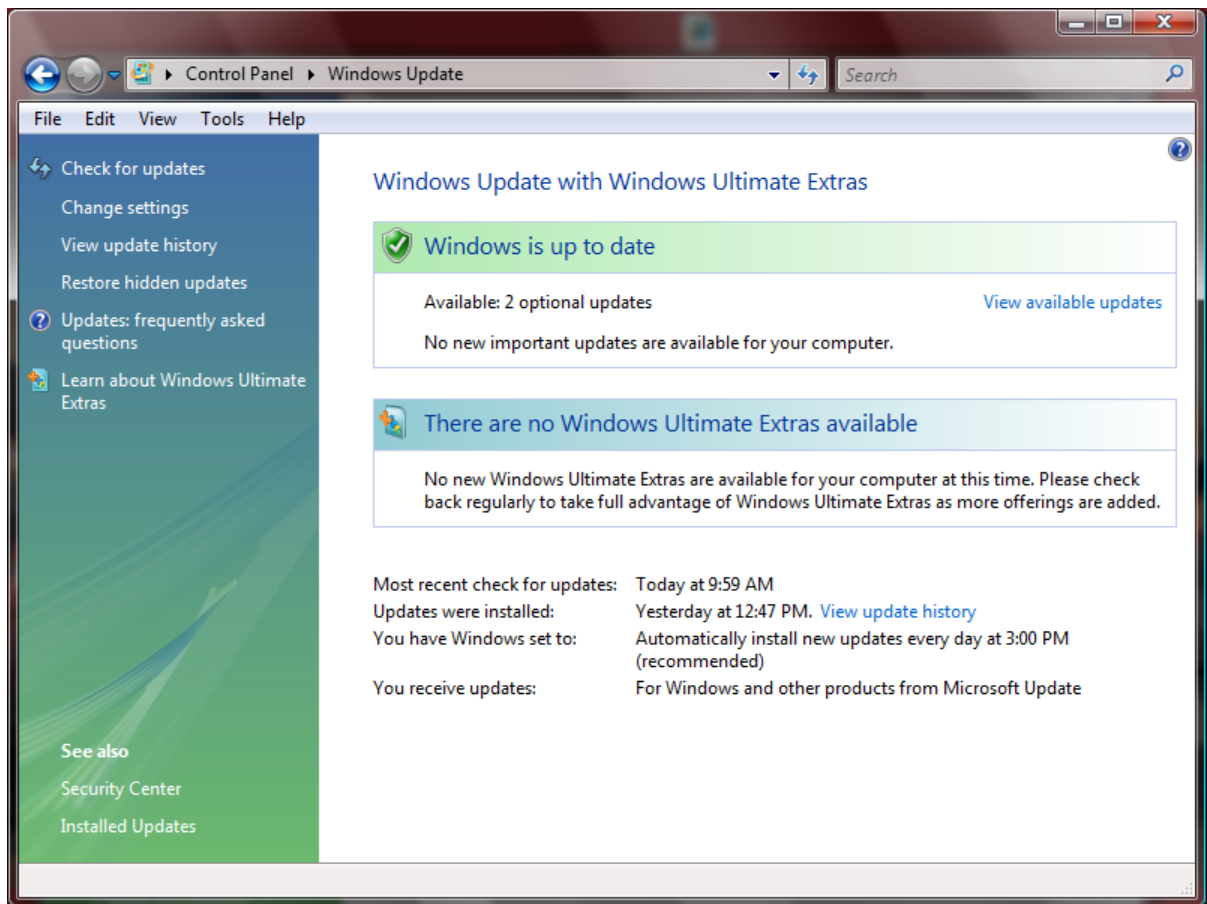 Control Panel Windows Update
Search
File Edit View Tools Help
Check for updates
Change settings
View update history
Restore hidden updates
Updates: frequently asked
questions
Learn about Windows Ultimate
Extras
See also
Security Center
Installed Updates
Windows Update with Windows Ultimate Extras
Windows is up to date
Available: 2 optional updates View available updates
No new important updates are available for your computer.
There are no Windows Ultimate Extras available
No new Windows Ultimate Extras are available for your computer at this time. Please check
back regularly to take full advantage of Windows Ultimate Extras as more offerings are added.
Most recent check for updates: Today at 9:59 AM
Updates were installed: Yesterday at 12:47 PM. View update history
You have Windows set to: Automatically install new updates every day at 3:00 PM
(recommended)
You receive updates: For Windows and other products from Microsoft Update